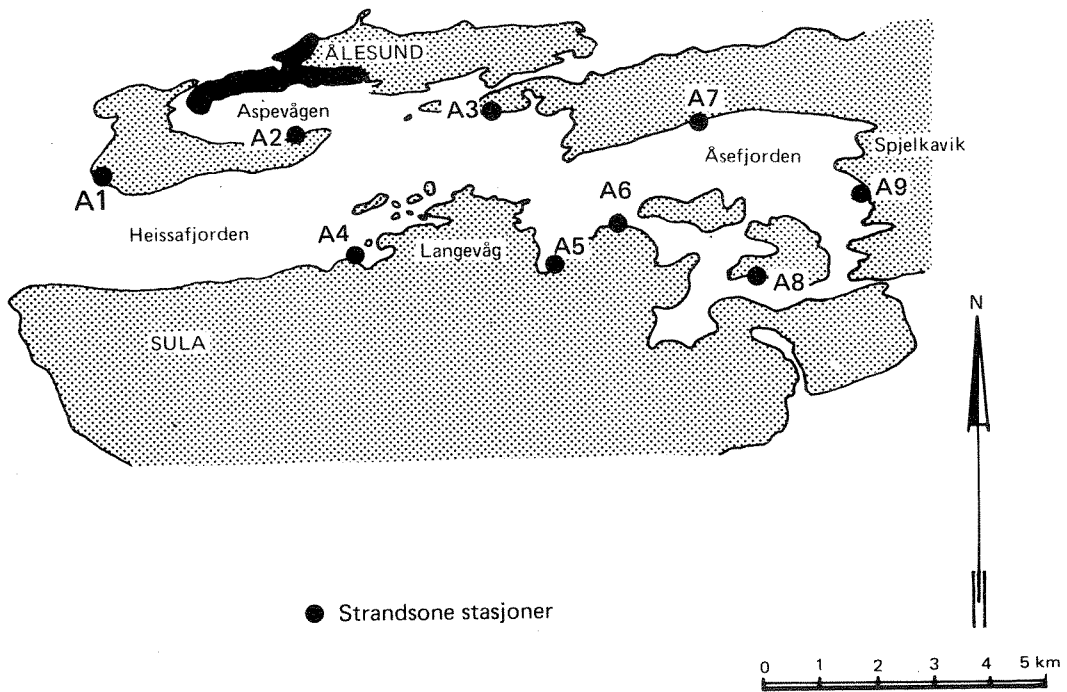 ÅLESUND
Aspevågen
A1
A2
A3
A7
Åsefjorden
Spjelkavik
A9
A6
Heissafjorden
A4
Langevåg
A5
A8
SULA
N
● Strandsone stasjoner
0 1 2 3 4 5 km